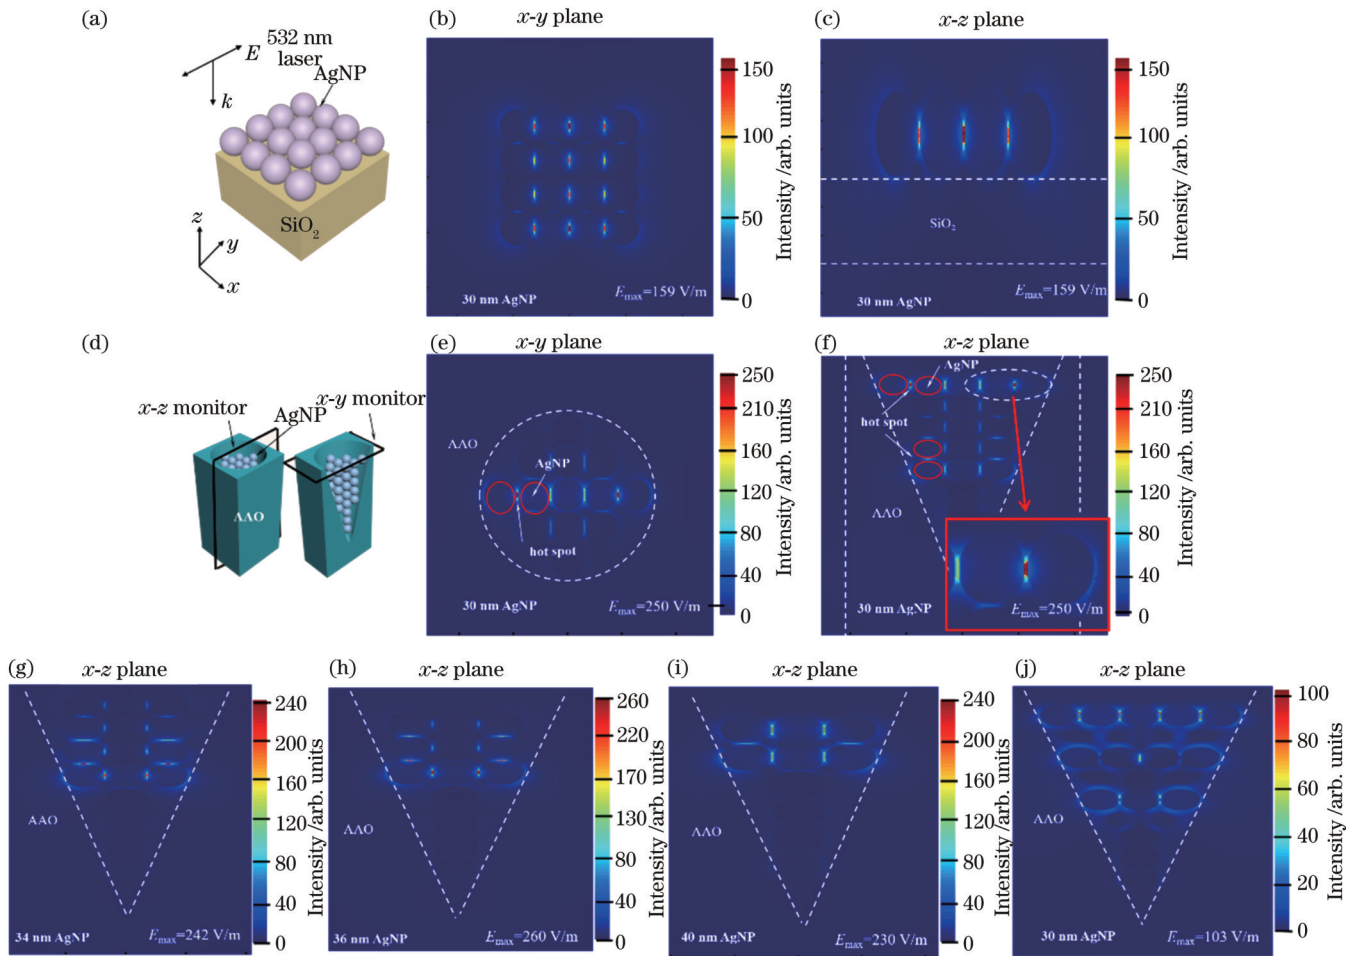 (a)
532 nm
laser
E
AgNP
k
SiO2
z
y
x
(b)
x-y plane
30 nm AgNP
Emax=159 V/m
150
100
50
0
Intensity /arb. units
(c)
x-z plane
SiO2
30 nm AgNP
Emax=159 V/m
150
100
50
0
Intensity /arb. units
(d)
x-z monitor
AgNP
x-y monitor
AAO
(e)
x-y plane
AAO
AgNP
hot spot
30 nm AgNP
Emax=250 V/m
250
210
160
120
80
40
0
Intensity /arb. units
(f)
x-z plane
AgNP
hot spot
AAO
30 nm AgNP
Emax=250 V/m
250
210
160
120
80
40
0
Intensity /arb. units
(g)
x-z plane
AAO
34 nm AgNP
Emax=242 V/m
240
200
160
120
80
40
0
Intensity /arb. units
(h)
x-z plane
AAO
36 nm AgNP
Emax=260 V/m
260
220
170
130
80
40
0
Intensity /arb. units
(i)
x-z plane
AAO
40 nm AgNP
Emax=230 V/m
240
200
160
120
80
40
0
Intensity /arb. units
(j)
x-z plane
AAO
30 nm AgNP
Emax=103 V/m
100
80
60
40
20
0
Intensity /arb. units